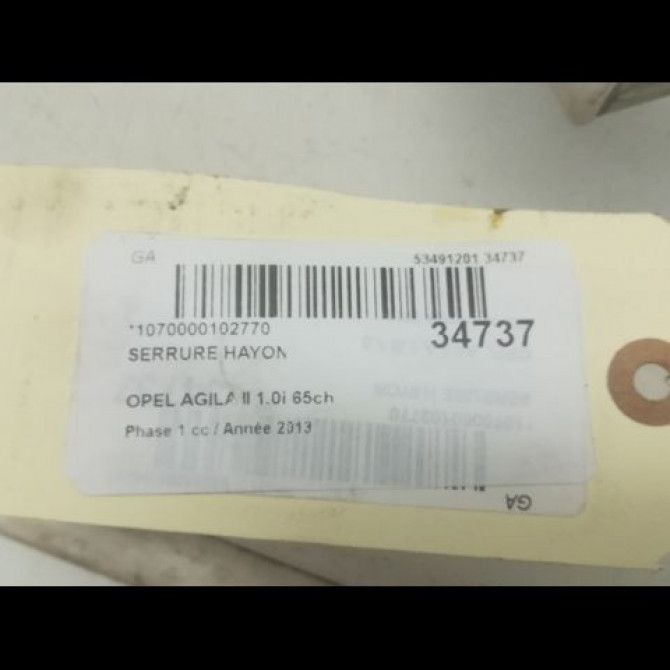 GA 53491201 34737
*1070000102770 34737
SERRURE HAYON
OPEL AGILA II 1.0i 65ch
Phase 1 cc / Année 2013
GA